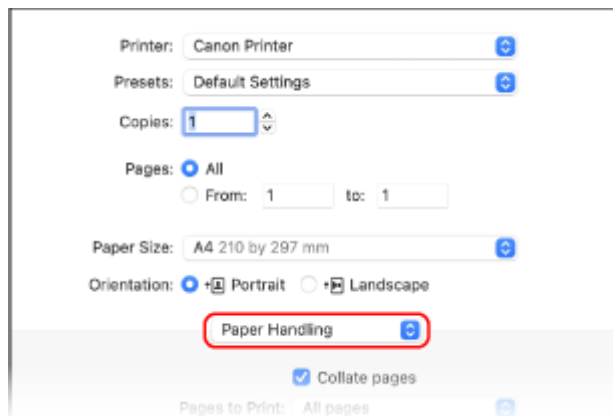 Printer: Canon Printer
Presets: Default Settings
Copies: 1
Pages: All
From: 1 to: 1
Paper Size: A4 210 by 297 mm
Orientation: Portrait Landscape
Paper Handling
Collate pages
Pages to Print: All pages